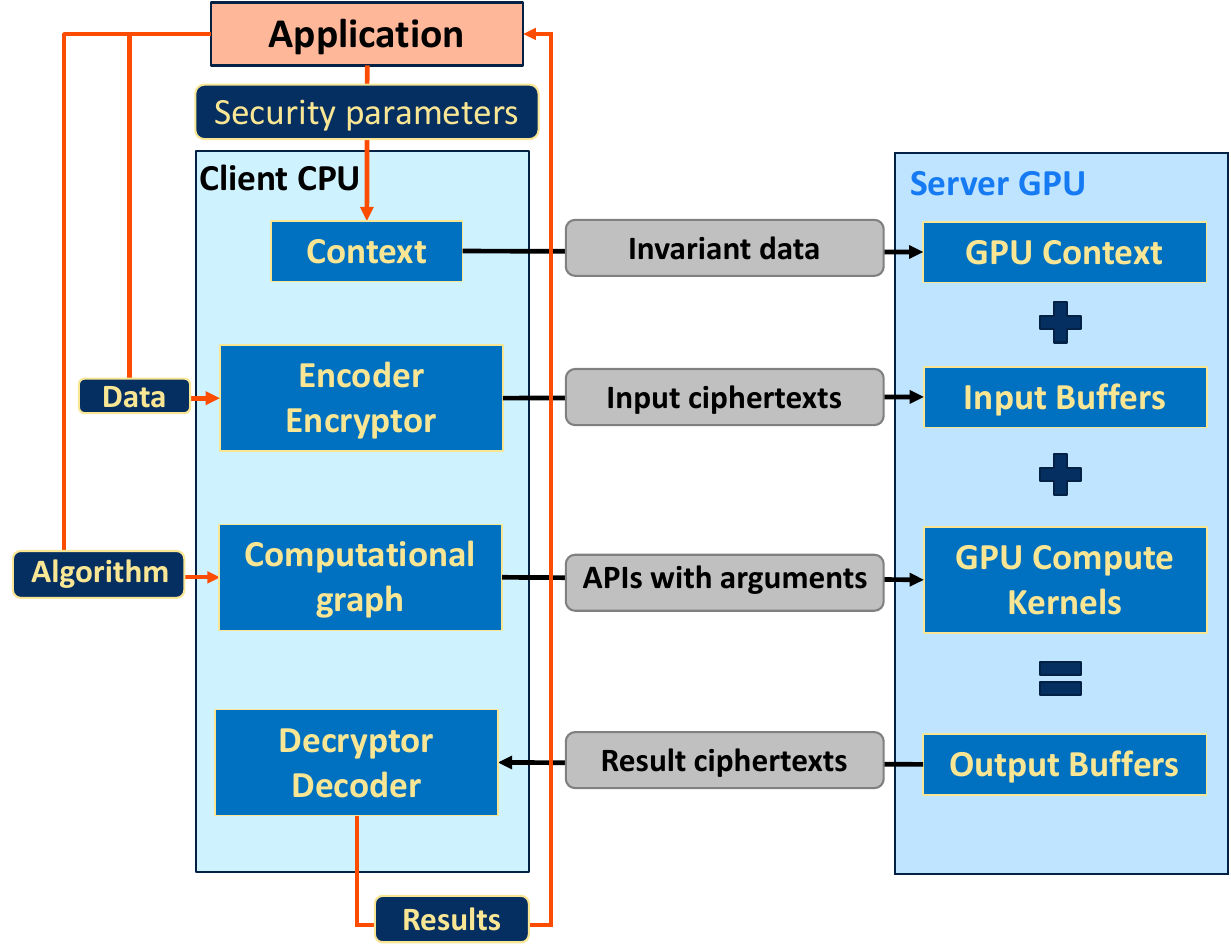 Application
Security parameters
Client CPU
Server GPU
Context
Invariant data
GPU Context
Data
Encoder
Encryptor
Input ciphertexts
Input Buffers
Algorithm
Computational
graph
APIs with arguments
GPU Compute
Kernels
Decryptor
Decoder
Result ciphertexts
Output Buffers
Results